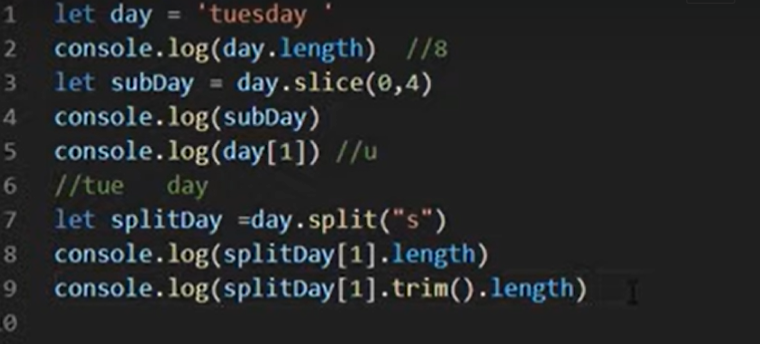 1 let day = 'tuesday '
2 console.log(day.length)  //8
3 let subDay = day.slice(0,4)
4 console.log(subDay)
5 console.log(day[1]) //u
6 //tue   day
7 let splitDay =day.split("s")
8 console.log(splitDay[1].length)
9 console.log(splitDay[1].trim().length)
0